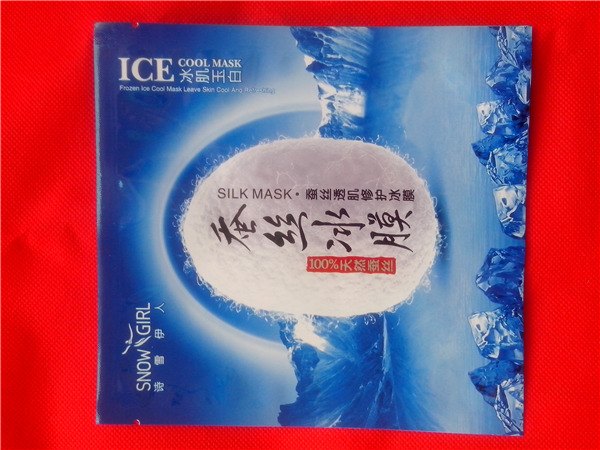 ICE COOL MASK
冰肌玉白
Frozen Ice Cool Mask Leave Skin Cool And Refreshing
SILK MASK · 蚕丝透肌修护冰膜
蚕丝冰膜
100%天然蚕丝
SNOW GIRL
诗雪伊人